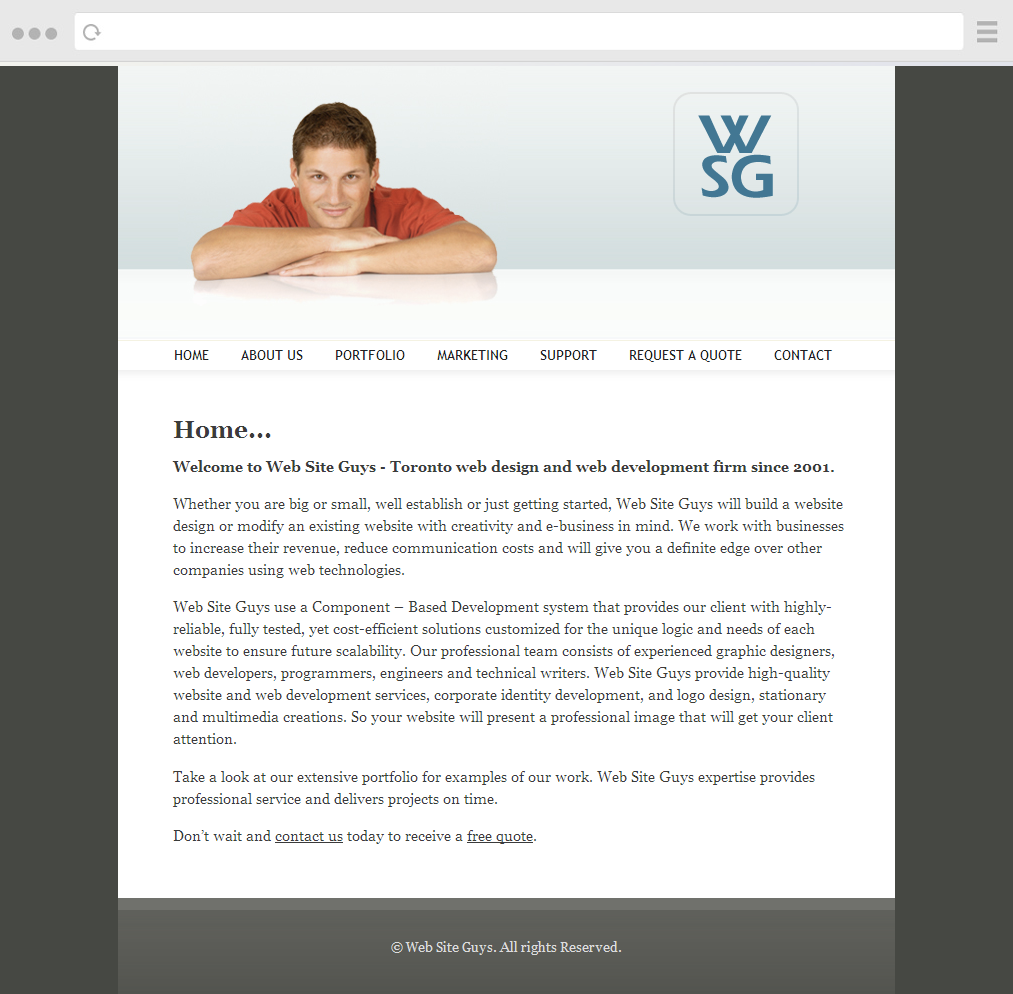 W
SG
HOME ABOUT US PORTFOLIO MARKETING SUPPORT REQUEST A QUOTE CONTACT
Home...
Welcome to Web Site Guys - Toronto web design and web development firm since 2001.
Whether you are big or small, well establish or just getting started, Web Site Guys will build a website
design or modify an existing website with creativity and e-business in mind. We work with businesses
to increase their revenue, reduce communication costs and will give you a definite edge over other
companies using web technologies.
Web Site Guys use a Component – Based Development system that provides our client with highly-
reliable, fully tested, yet cost-efficient solutions customized for the unique logic and needs of each
website to ensure future scalability. Our professional team consists of experienced graphic designers,
web developers, programmers, engineers and technical writers. Web Site Guys provide high-quality
website and web development services, corporate identity development, and logo design, stationary
and multimedia creations. So your website will present a professional image that will get your client
attention.
Take a look at our extensive portfolio for examples of our work. Web Site Guys expertise provides
professional service and delivers projects on time.
Don’t wait and contact us today to receive a free quote.
© Web Site Guys. All rights Reserved.